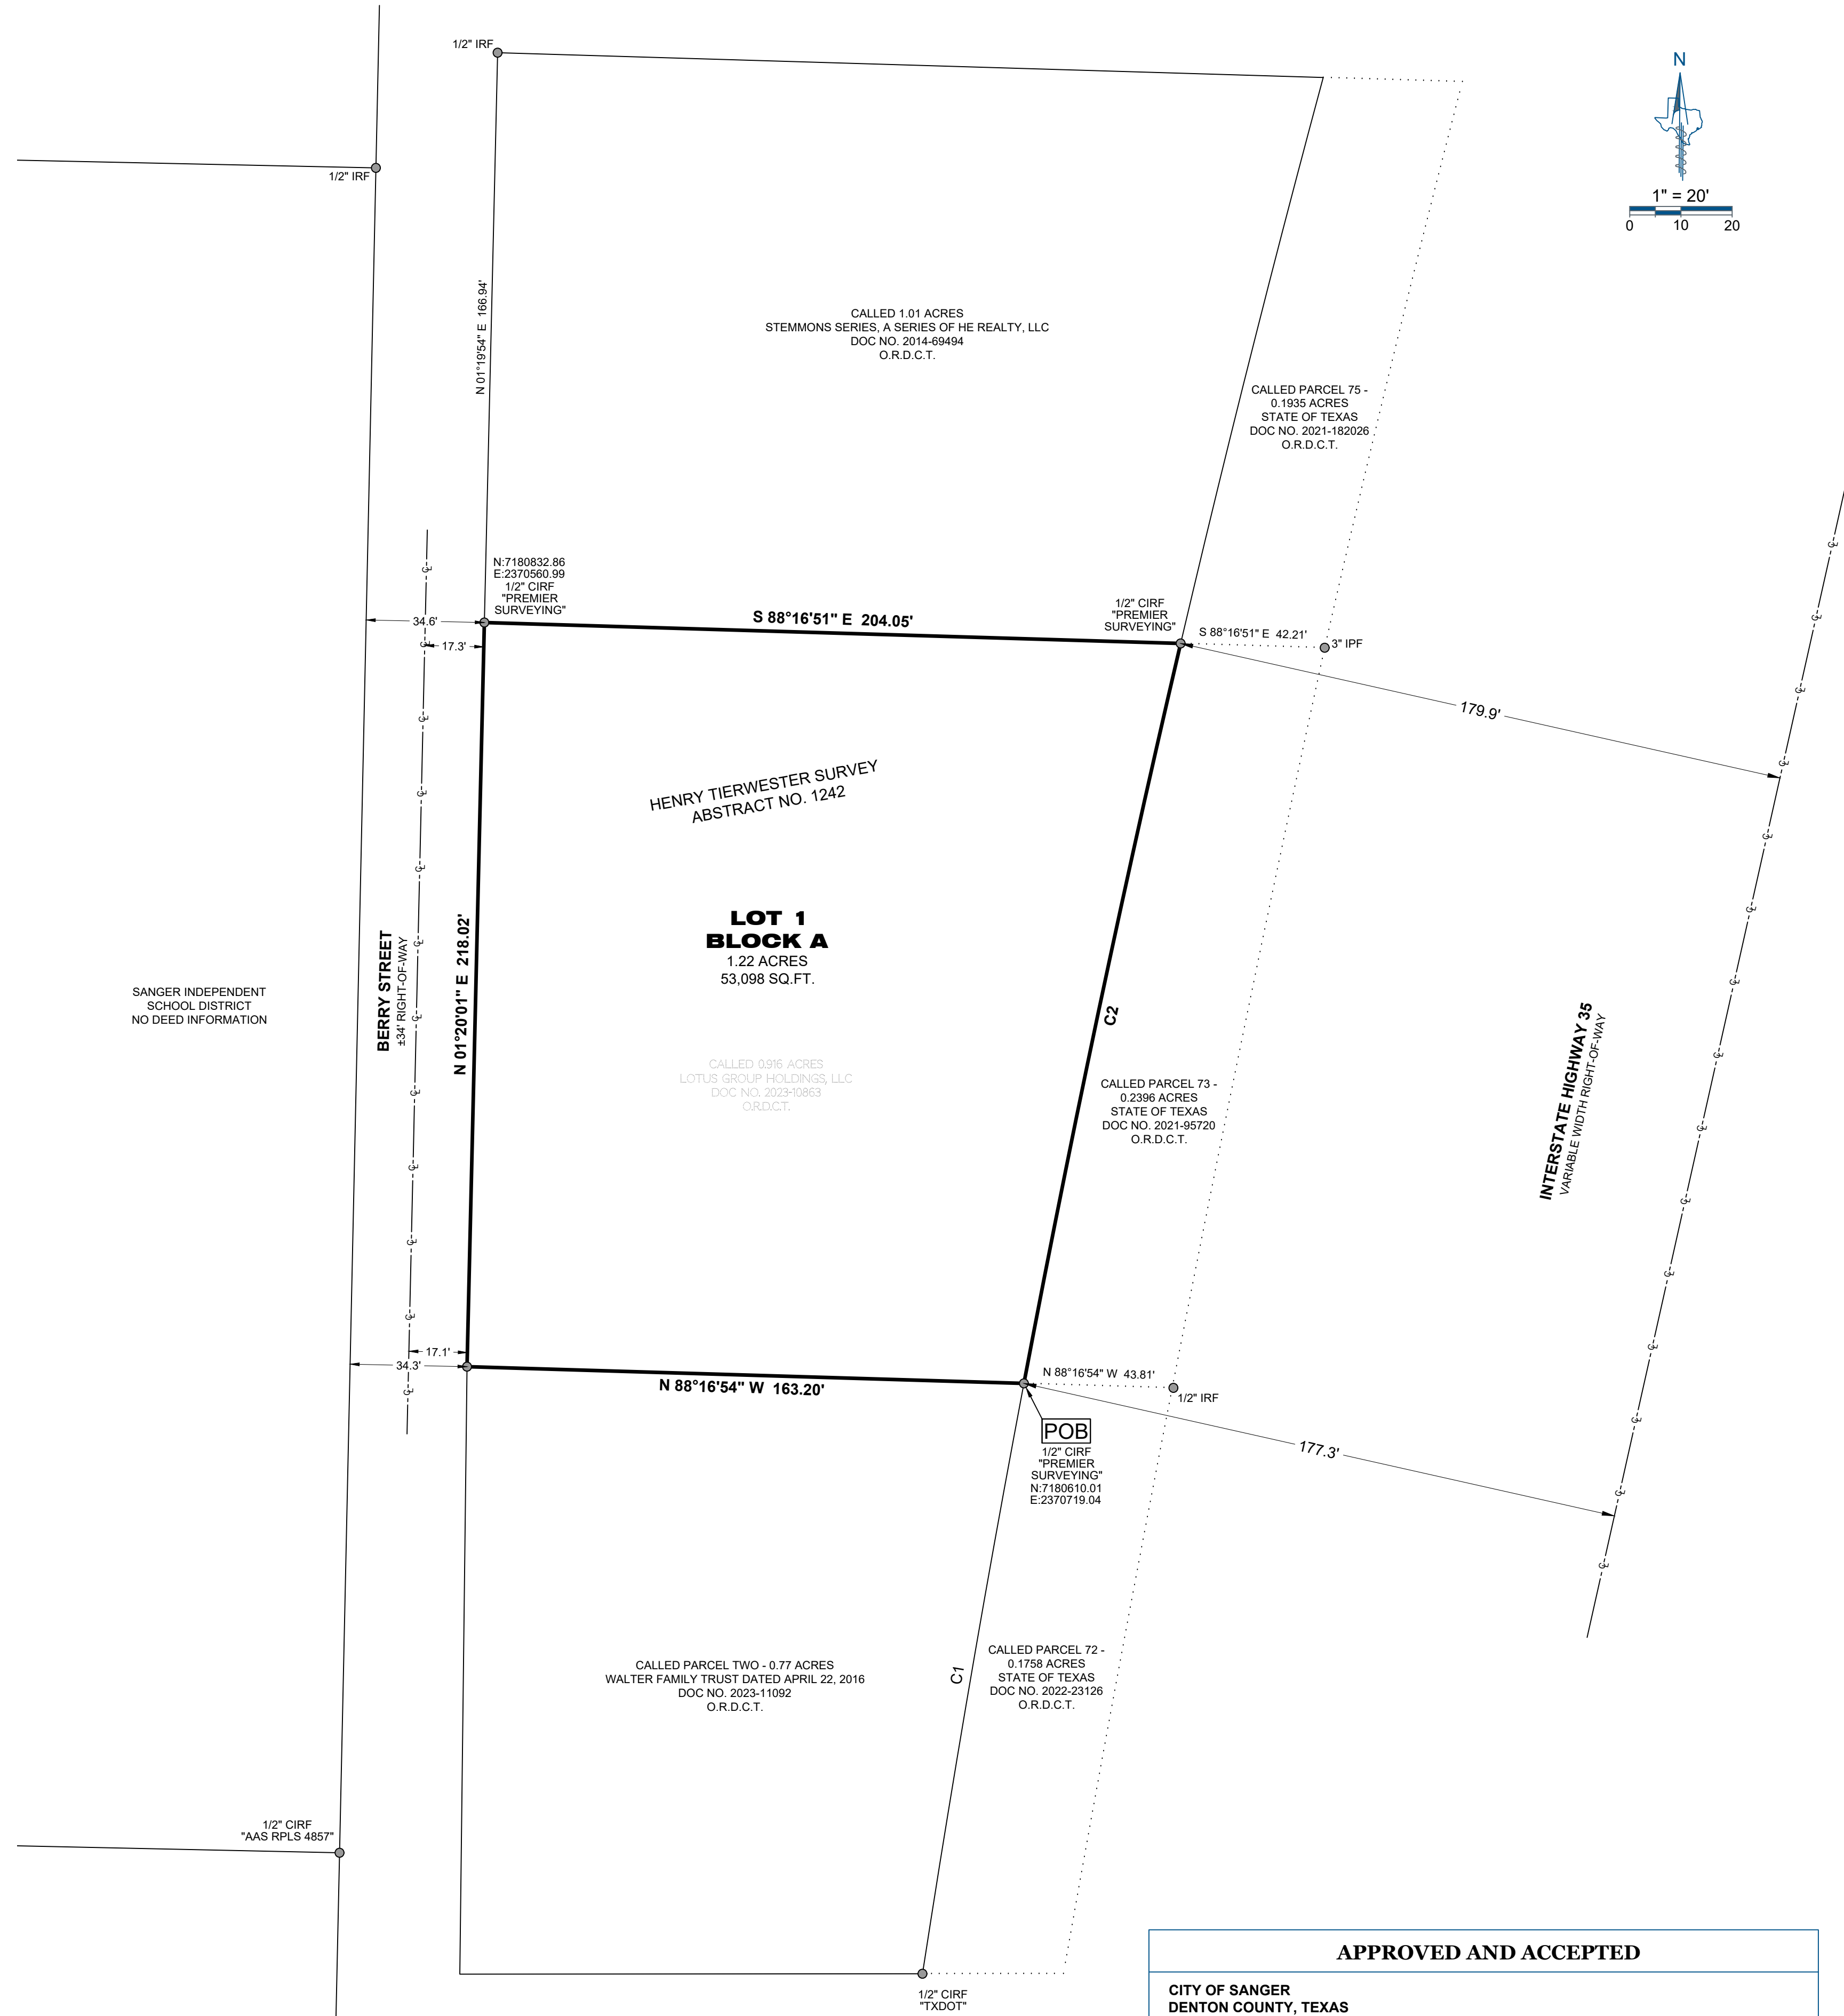 1/2" IRF
N
1" = 20'
0 10 20
1/2" IRF
N 01°19'54" E 166.94'
CALLED 1.01 ACRES
STEMMONS SERIES, A SERIES OF HE REALTY, LLC
DOC NO. 2014-69494
O.R.D.C.T.
CALLED PARCEL 75 -
0.1935 ACRES
STATE OF TEXAS
DOC NO. 2021-182026
O.R.D.C.T.
N:7180832.86
E:2370560.99
1/2" CIRF
"PREMIER
SURVEYING"
34.6'
17.3'
S 88°16'51" E 204.05'
1/2" CIRF
"PREMIER
SURVEYING"
S 88°16'51" E 42.21'
3" IPF
179.9'
HENRY TIERWESTER SURVEY
ABSTRACT NO. 1242
LOT 1
BLOCK A
1.22 ACRES
53,098 SQ.FT.
CALLED 0.916 ACRES
LOTUS GROUP HOLDINGS, LLC
DOC NO. 2023-10863
O.R.D.C.T.
SANGER INDEPENDENT
SCHOOL DISTRICT
NO DEED INFORMATION
BERRY STREET
±34' RIGHT-OF-WAY
N 01°20'01" E 218.02'
C2
CALLED PARCEL 73 -
0.2396 ACRES
STATE OF TEXAS
DOC NO. 2021-95720
O.R.D.C.T.
INTERSTATE HIGHWAY 35
VARIABLE WIDTH RIGHT-OF-WAY
17.1'
34.3'
N 88°16'54" W 163.20'
N 88°16'54" W 43.81'
1/2" IRF
POB
1/2" CIRF
"PREMIER
SURVEYING"
N:7180610.01
E:2370719.04
177.3'
CALLED PARCEL TWO - 0.77 ACRES
WALTER FAMILY TRUST DATED APRIL 22, 2016
DOC NO. 2023-11092
O.R.D.C.T.
C1
CALLED PARCEL 72 -
0.1758 ACRES
STATE OF TEXAS
DOC NO. 2022-23126
O.R.D.C.T.
1/2" CIRF
"AAS RPLS 4857"
1/2" CIRF
"TXDOT"
APPROVED AND ACCEPTED
CITY OF SANGER
DENTON COUNTY, TEXAS